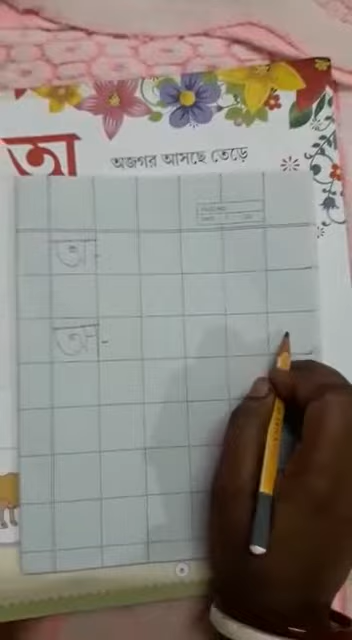 অ
অজগর আসছে তেড়ে
অ
অ-